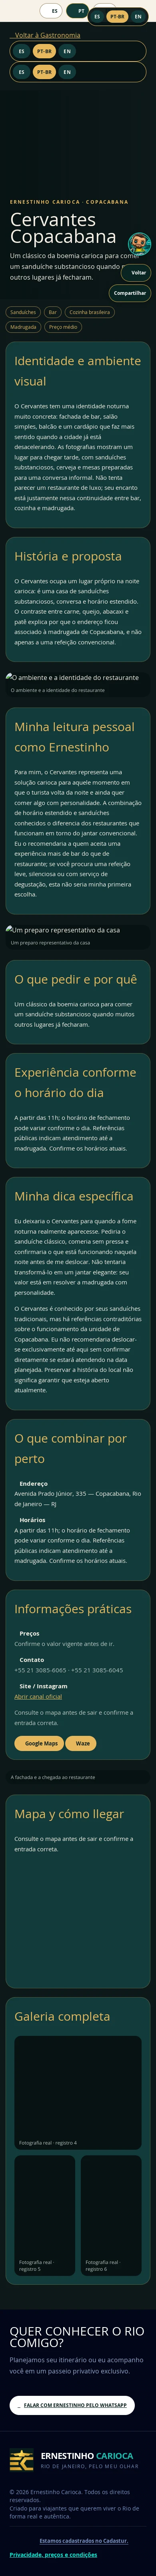 ES
PT
ES PT-BR EN
Voltar à Gastronomia
ES PT-BR EN
ES PT-BR EN
ERNESTINHO CARIOCA · COPACABANA
Cervantes
Copacabana
Um clássico da boemia carioca para comer
um sanduíche substancioso quando muitos
outros lugares já fecharam.
Voltar
Compartilhar
Sanduíches
Bar
Cozinha brasileira
Madrugada
Preço médio
Identidade e ambiente
visual
O Cervantes tem uma identidade noturna
muito concreta: fachada de bar, salão
simples, balcão e um cardápio que faz mais
sentido quando a cidade já está
desacelerando. As fotografias mostram um
lugar para chegar tarde, com sanduíches
substanciosos, cerveja e mesas preparadas
para uma conversa informal. Não tenta
parecer um restaurante de luxo; seu encanto
está justamente nessa continuidade entre bar,
cozinha e madrugada.
História e proposta
O Cervantes ocupa um lugar próprio na noite
carioca: é uma casa de sanduíches
substanciosos, conversa e horário estendido.
O contraste entre carne, queijo, abacaxi e
patê explica por que o endereço ficou
associado à madrugada de Copacabana, e não
apenas a uma refeição convencional.
O ambiente e a identidade do restaurante
O ambiente e a identidade do restaurante
Minha leitura pessoal
como Ernestinho
Para mim, o Cervantes representa uma
solução carioca para aquele momento em
que se volta da noite e ainda quer
comer algo com personalidade. A combinação
de horário estendido e sanduíches
contundentes o distingue dos restaurantes que
funcionam em torno do jantar convencional.
Eu o recomendaria a quem aceita uma
experiência mais de bar do que de
restaurante; se você procura uma refeição
leve, silenciosa ou com serviço de
degustação, esta não seria minha primeira
escolha.
Um preparo representativo da casa
Um preparo representativo da casa
O que pedir e por quê
Um clássico da boemia carioca para comer
um sanduíche substancioso quando muitos
outros lugares já fecharam.
Experiência conforme
o horário do dia
A partir das 11h; o horário de fechamento
pode variar conforme o dia. Referências
públicas indicam atendimento até a
madrugada. Confirme os horários atuais.
Minha dica específica
Eu deixaria o Cervantes para quando a fome
noturna realmente aparecesse. Pediria o
sanduíche clássico, compartilharia algo e
confirmaria o que está funcionando naquela
noite antes de me deslocar. Não tentaria
transformá-lo em um jantar elegante: seu
valor está em resolver a madrugada com
personalidade.
O Cervantes é conhecido por seus sanduíches
tradicionais, mas há referências contraditórias
sobre o funcionamento da unidade de
Copacabana. Eu não recomendaria deslocar-
se exclusivamente até aqui sem confirmar
diretamente se estará aberto na data
planejada. Preservar a história do local não
significa garantir que esteja aberto
atualmente.
O que combinar por
perto
Endereço
Avenida Prado Júnior, 335 — Copacabana, Rio
de Janeiro — RJ
Horários
A partir das 11h; o horário de fechamento
pode variar conforme o dia. Referências
públicas indicam atendimento até a
madrugada. Confirme os horários atuais.
Informações práticas
Preços
Confirme o valor vigente antes de ir.
Contato
+55 21 3085-6065 · +55 21 3085-6045
Site / Instagram
Abrir canal oficial
Consulte o mapa antes de sair e confirme a
entrada correta.
Google Maps
Waze
A fachada e a chegada ao restaurante
Mapa y cómo llegar
Consulte o mapa antes de sair e confirme a
entrada correta.
Galeria completa
Fotografia real · registro 4
Fotografia real ·
registro 5
Fotografia real ·
registro 6
QUER CONHECER O RIO
COMIGO?
Planejamos seu itinerário ou eu acompanho
você em um passeio privativo exclusivo.
FALAR COM ERNESTINHO PELO WHATSAPP
ERNESTINHO CARIOCA
RIO DE JANEIRO, PELO MEU OLHAR
© 2026 Ernestinho Carioca. Todos os direitos
reservados.
Criado para viajantes que querem viver o Rio de
forma real e autêntica.
Estamos cadastrados no Cadastur.
Privacidade, preços e condições